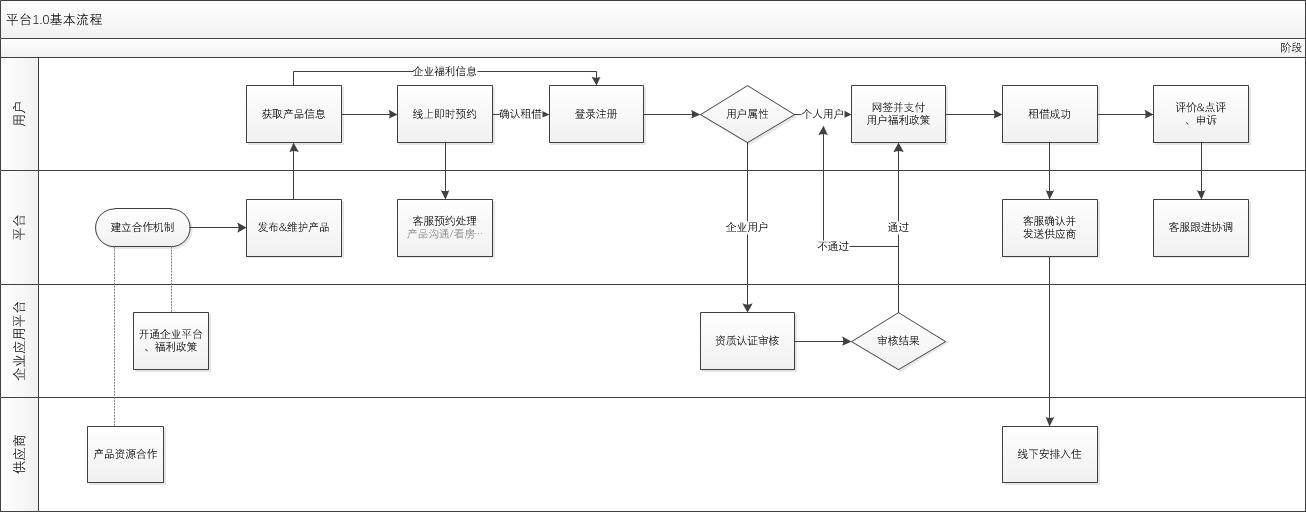 平台1.0基本流程
阶段
用户
企业福利信息
获取产品信息
线上即时预约
确认租借
登录注册
用户属性
个人用户
网签并支付
用户福利政策
租借成功
评价&点评
、申诉
平台
建立合作机制
发布&维护产品
客服预约处理
产品沟通/看房…
企业用户
不通过
通过
客服确认并
发送供应商
客服跟进协调
企业应用平台
开通企业平台
、福利政策
资质认证审核
审核结果
供应商
产品资源合作
线下安排入住